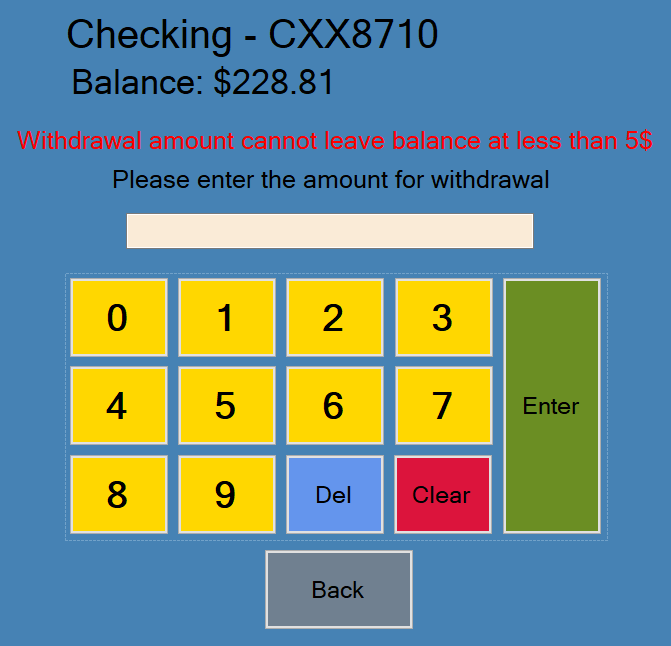 Checking - CXX8710
Balance: $228.81
Withdrawal amount cannot leave balance at less than 5$
Please enter the amount for withdrawal
0 1 2 3
4 5 6 7 Enter
8 9 Del Clear
Back